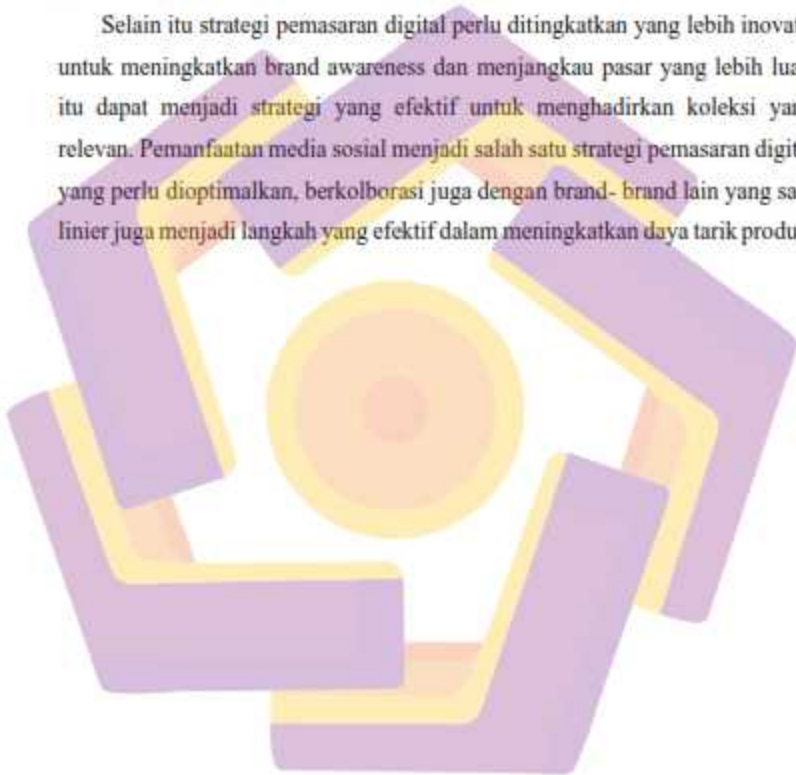 Selain itu strategi pemasaran digital perlu ditingkatkan yang lebih inovat
untuk meningkatkan brand awareness dan menjangkau pasar yang lebih lua
itu dapat menjadi strategi yang efektif untuk menghadirkan koleksi yan
relevan. Pemanfaatan media sosial menjadi salah satu strategi pemasaran digit
yang perlu dioptimalkan, berkolborasi juga dengan brand- brand lain yang sa
linier juga menjadi langkah yang efektif dalam meningkatkan daya tarik produ